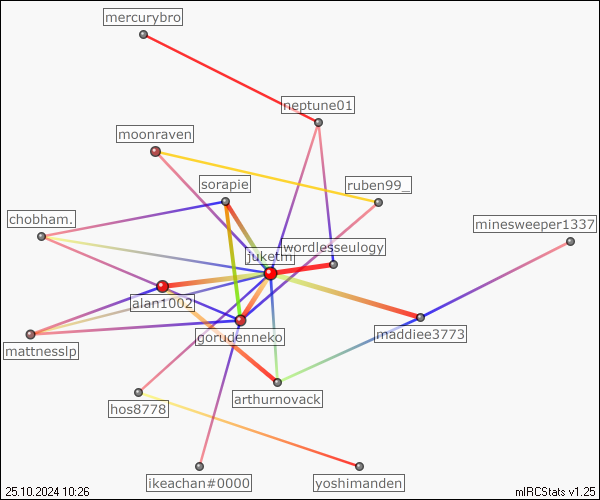 mercurybro
neptune01
moonraven
sorapie
ruben99_
chobham.
minesweeper1337
wordlesseulogy
juketni
alan1002
gorudenneko
maddiee3773
mattnesslp
arthurnovack
hos8778
ikeachan#0000
yoshimanden
25.10.2024 10:26
mIRCStats v1.25